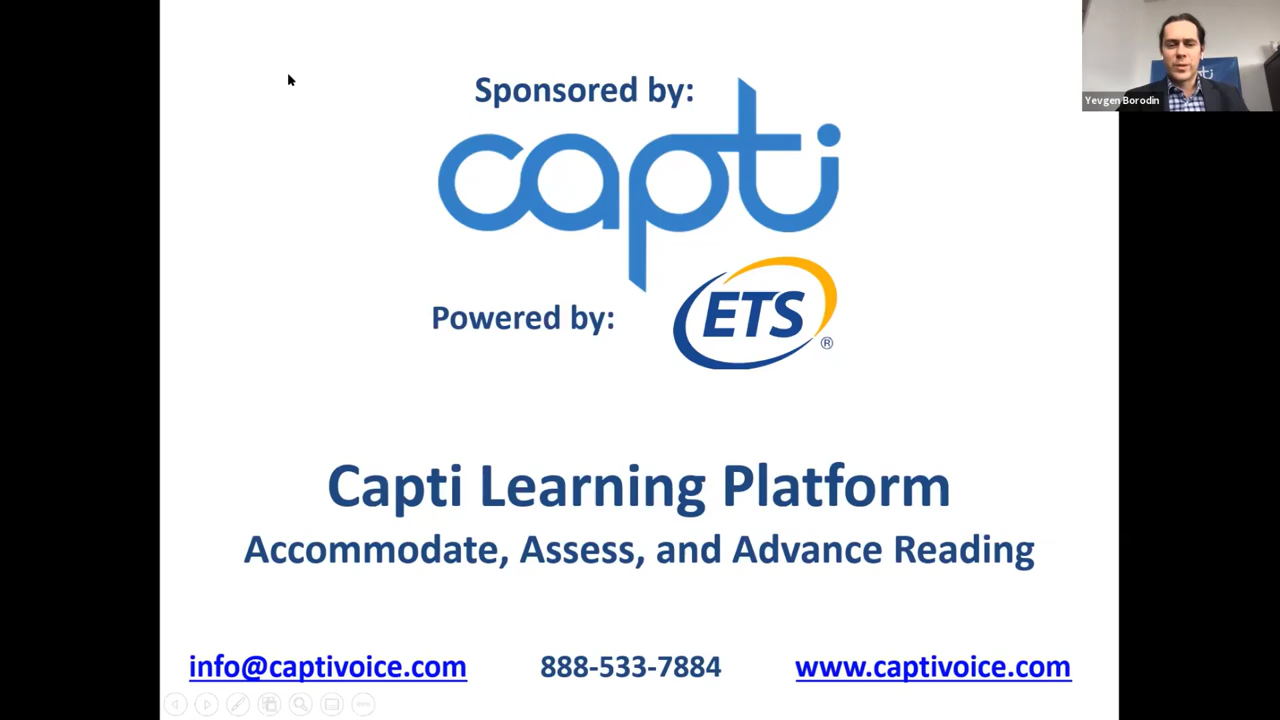 Sponsored by:
capti
Powered by:
ETS®
Capti Learning Platform
Accommodate, Assess, and Advance Reading
info@captivoice.com 888-533-7884 www.captivoice.com
Yevgen Borodin